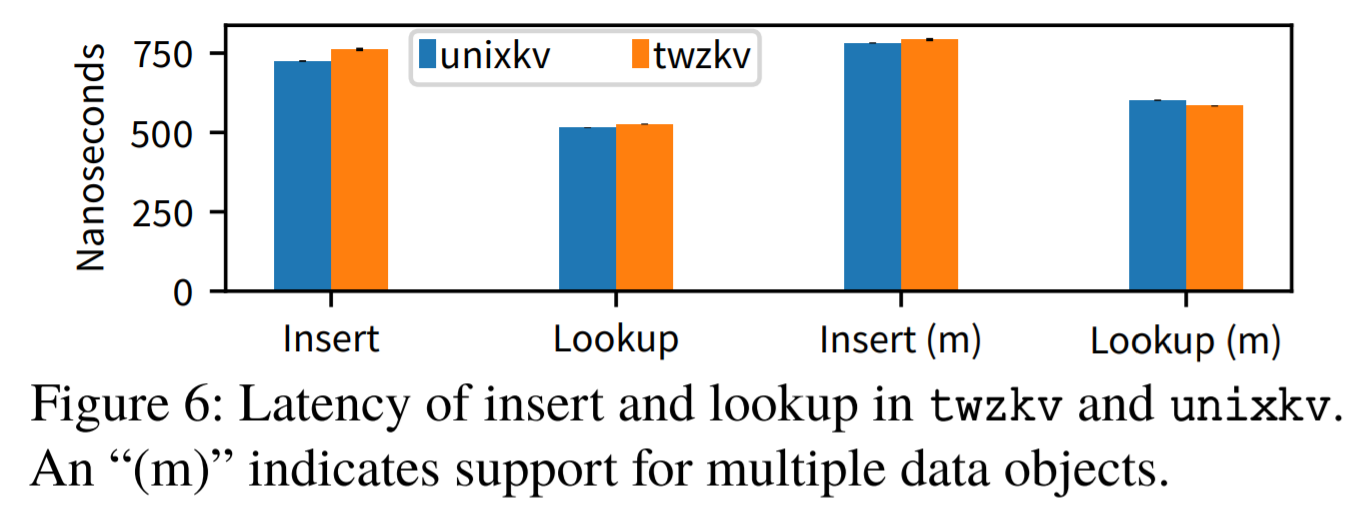 Nanoseconds
750
500
250
0
unixkv twzkv
Insert Lookup Insert (m) Lookup (m)
Figure 6: Latency of insert and lookup in twzkv and unixkv.
An “(m)” indicates support for multiple data objects.